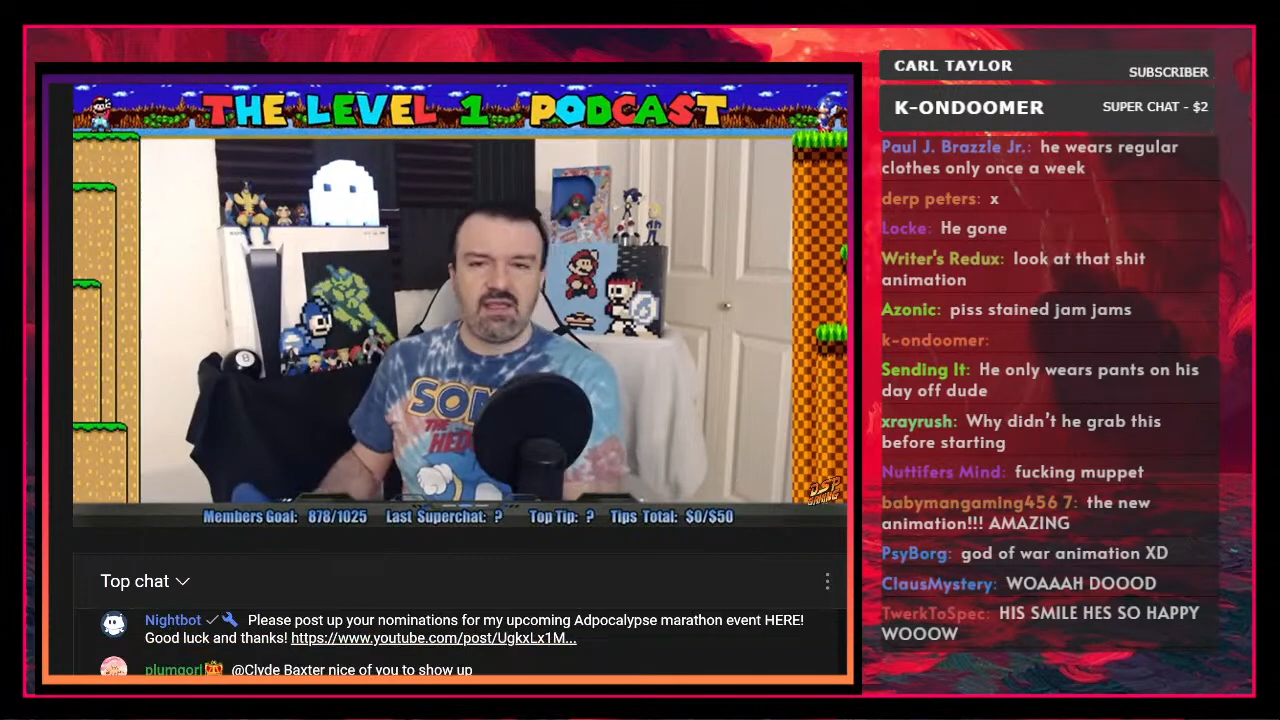 THE LEVEL 1 PODCAST
SONIC
THE
8
DSP
GAMING
Members Goal: 878/1025 Last Superchat: ? Top Tip: ? Tips Total: $0/$50
Top chat
Nightbot Please post up your nominations for my upcoming Adpocalypse marathon event HERE!
Good luck and thanks! https://www.youtube.com/post/UgkxLx1M...
plumgorl @Clyde Baxter nice of you to show up
CARL TAYLOR SUBSCRIBER
K-ONDOOMER SUPER CHAT - $2
Paul J. Brazzle Jr.: he wears regular
clothes only once a week
derp peters: x
Locke: He gone
Writer's Redux: look at that shit
animation
Azonic: piss stained jam jams
k-ondoomer:
Sending It: He only wears pants on his
day off dude
xrayrush: Why didn't he grab this
before starting
Nuttifers Mind: fucking muppet
babymangaming456 7: the new
animation!!! AMAZING
PsyBorg: god of war animation XD
ClausMystery: WOAAAH DOOOD
TwerkToSpec: HIS SMILE HES SO HAPPY
WOOOW